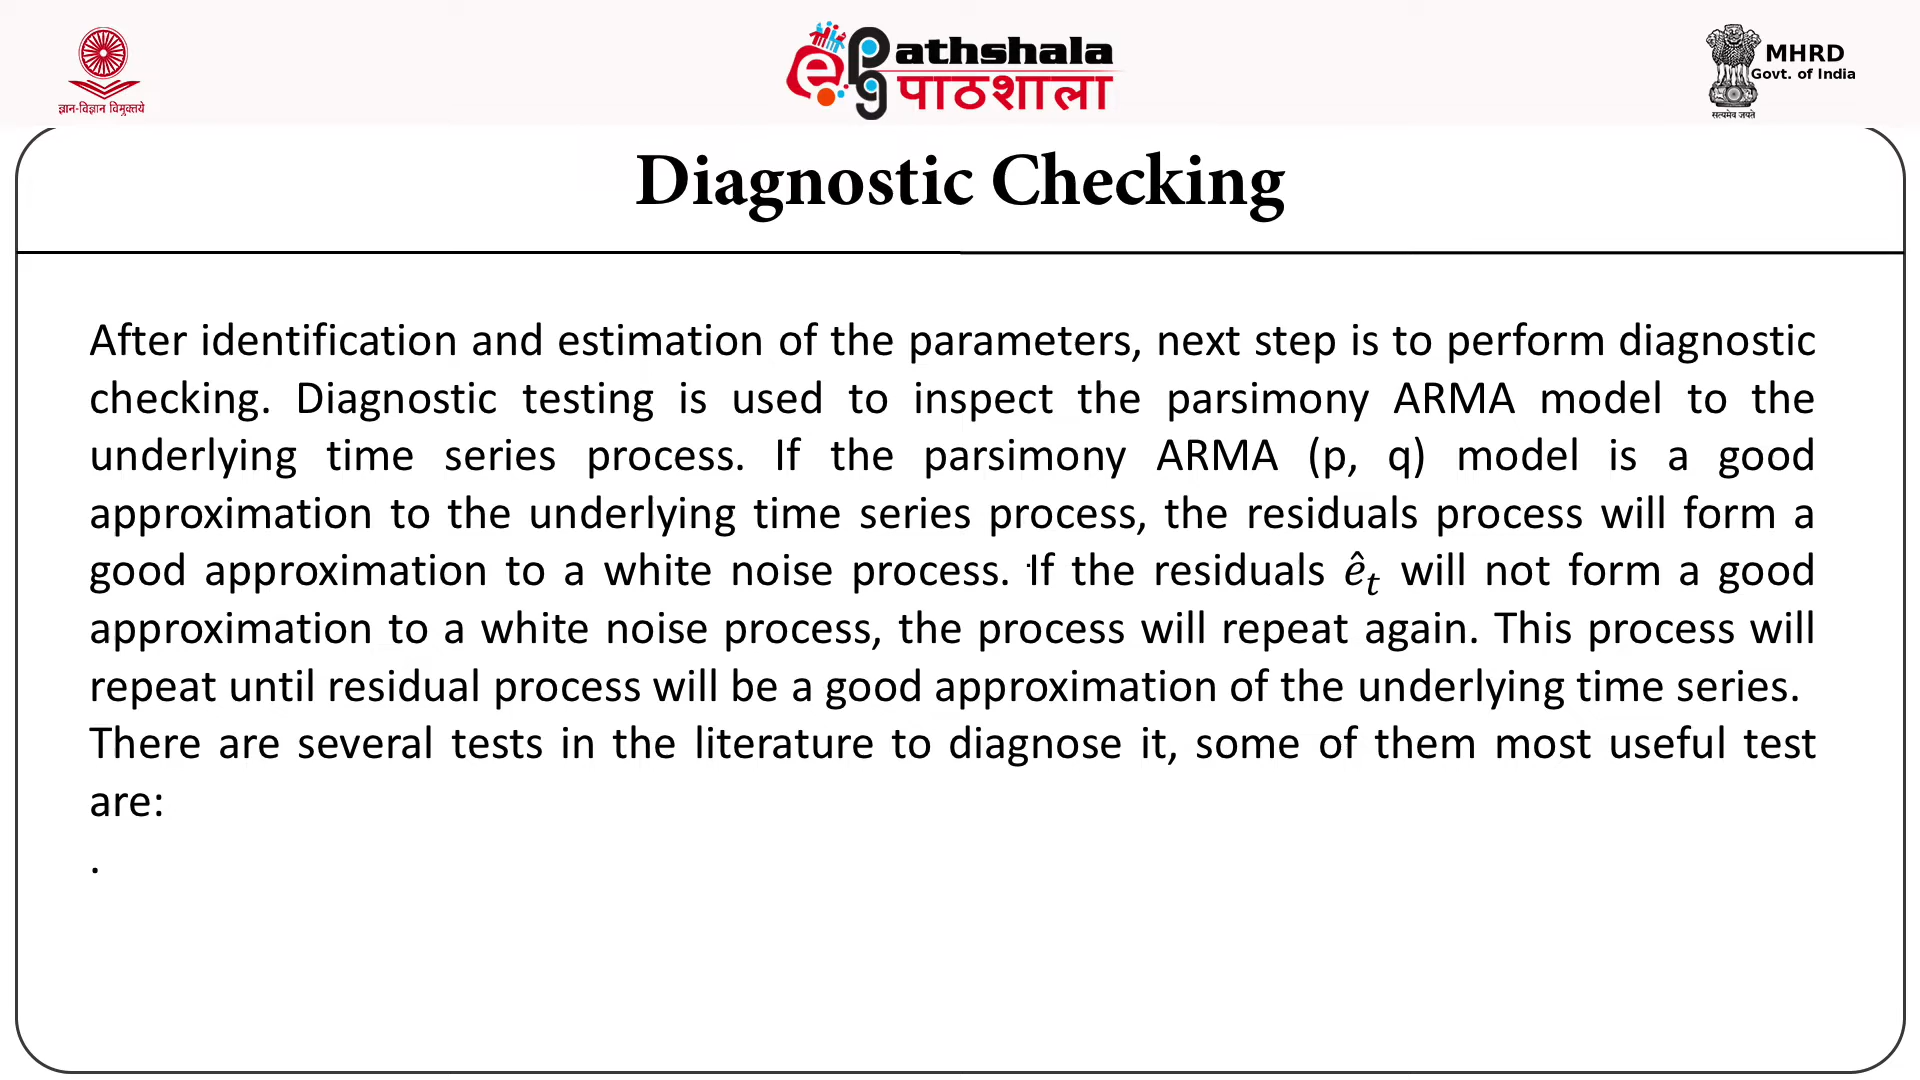 ज्ञान-विज्ञान विमुक्तये
e
PG
athshala
पाठशाला
MHRD
Govt. of India
सत्यमेव जयते
Diagnostic Checking
After identification and estimation of the parameters, next step is to perform diagnostic
checking. Diagnostic testing is used to inspect the parsimony ARMA model to the
underlying time series process. If the parsimony ARMA (p, q) model is a good
approximation to the underlying time series process, the residuals process will form a
good approximation to a white noise process. If the residuals ê_t will not form a good
approximation to a white noise process, the process will repeat again. This process will
repeat until residual process will be a good approximation of the underlying time series.
There are several tests in the literature to diagnose it, some of them most useful test
are:
.